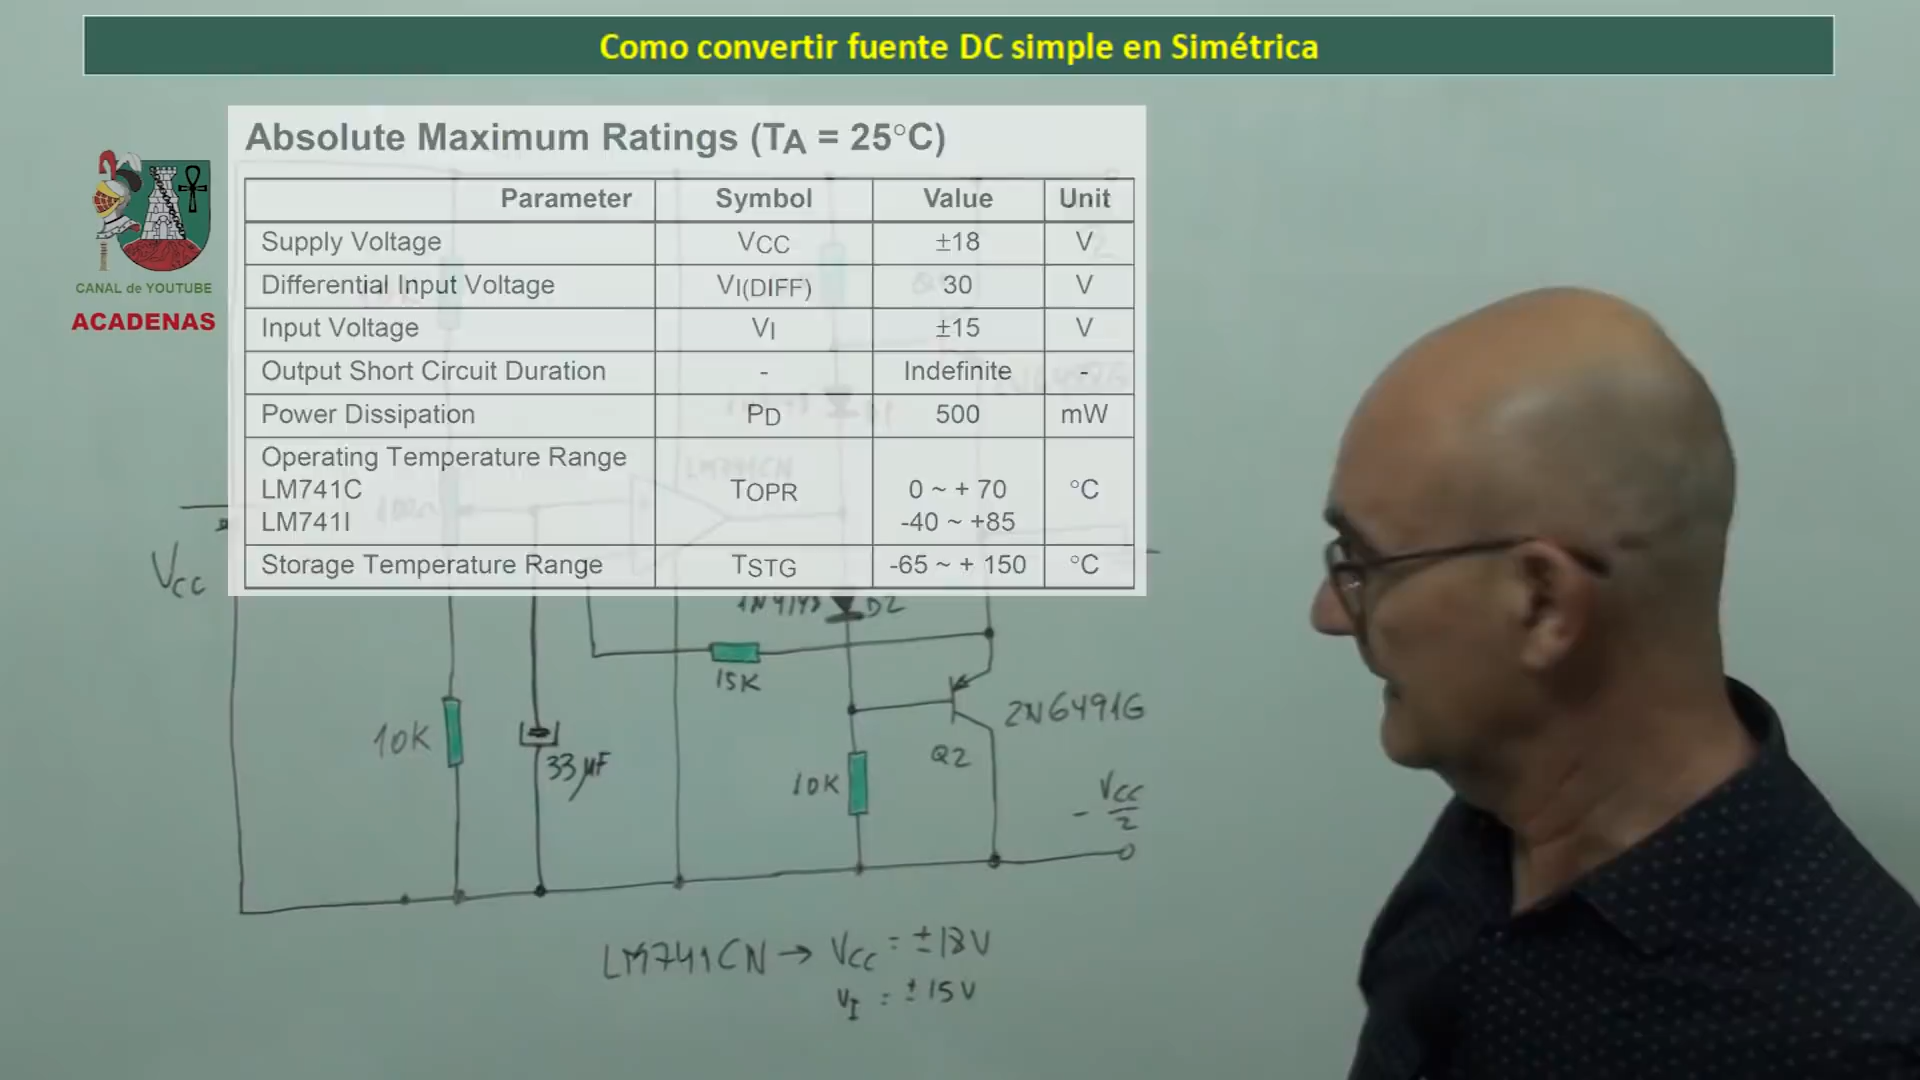 Como convertir fuente DC simple en Simétrica
Absolute Maximum Ratings (TA = 25°C)
Parameter Symbol Value Unit
Supply Voltage VCC ±18 V
Differential Input Voltage VI(DIFF) 30 V
Input Voltage VI ±15 V
Output Short Circuit Duration - Indefinite -
Power Dissipation PD 500 mW
Operating Temperature Range
LM741C TOPR 0 ~ + 70 °C
LM741I -40 ~ +85
Storage Temperature Range TSTG -65 ~ + 150 °C
CANAL de YOUTUBE
ACADENAS
LM741CN
100Ω
Vcc
1N4148 D2
15K
2N6491G
10K
33µF
Q2
10K
- Vcc
2
LM741CN → Vcc = ±18V
VI = ±15V